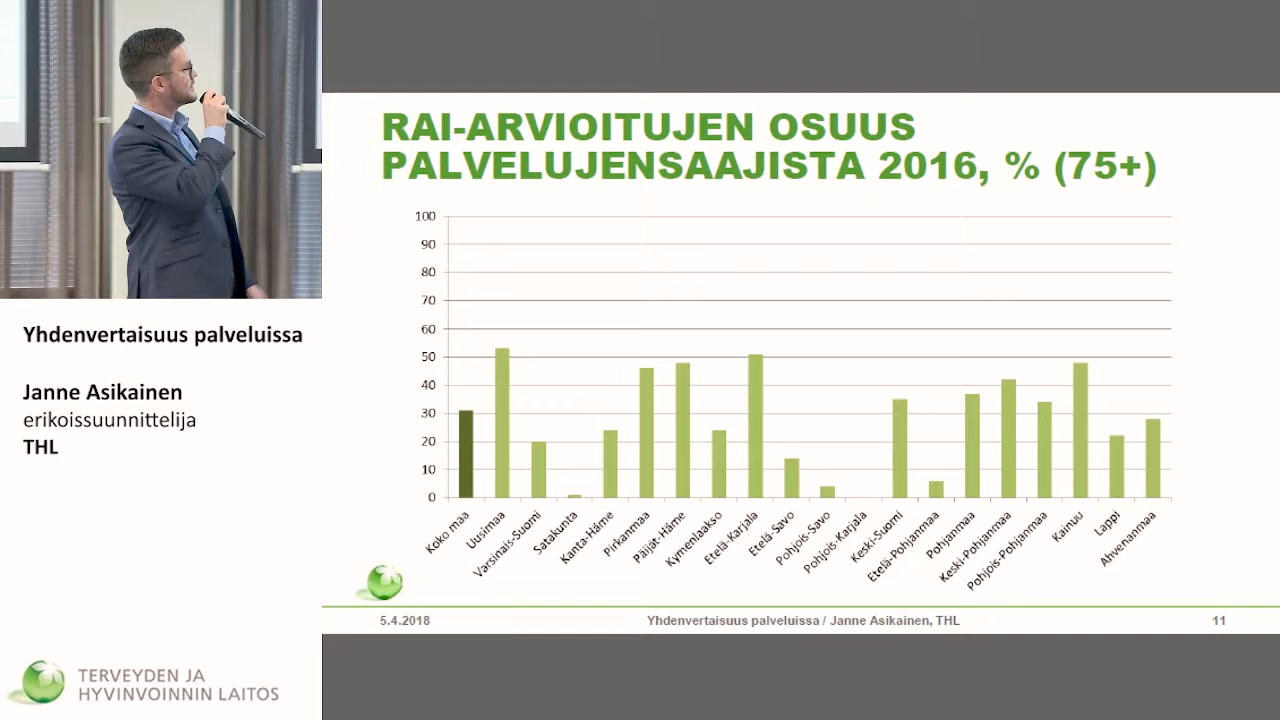 Yhdenvertaisuus palveluissa
Janne Asikainen
erikoissuunnittelija
THL
TERVEYDEN JA
HYVINVOINNIN LAITOS
RAI-ARVIOITUJEN OSUUS
PALVELUJENSAAJISTA 2016, % (75+)
100
90
80
70
60
50
40
30
20
10
0
Koko maa
Uusimaa
Varsinais-Suomi
Satakunta
Kanta-Häme
Pirkanmaa
Päijät-Häme
Kymenlaakso
Etelä-Karjala
Etelä-Savo
Pohjois-Savo
Pohjois-Karjala
Keski-Suomi
Etelä-Pohjanmaa
Pohjanmaa
Keski-Pohjanmaa
Pohjois-Pohjanmaa
Kainuu
Lappi
Ahvenanmaa
5.4.2018
Yhdenvertaisuus palveluissa / Janne Asikainen, THL
11